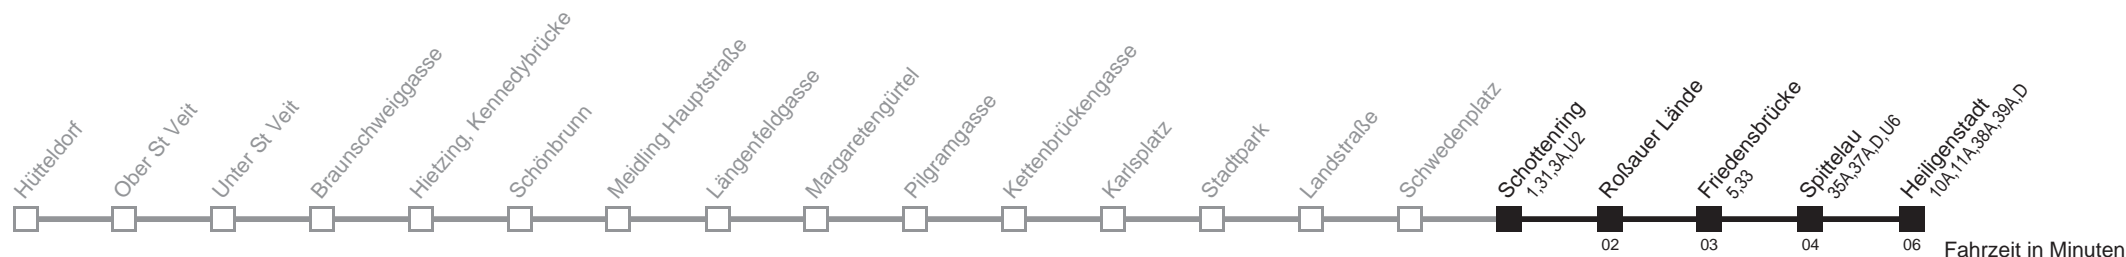 Hütteldorf
Ober St Veit
Unter St Veit
Braunschweiggasse
Hietzing, Kennedybrücke
Schönbrunn
Meidling Hauptstraße
Längenfeldgasse
Margaretengürtel
Pilgramgasse
Kettenbrückengasse
Karlsplatz
Stadtpark
Landstraße
Schwedenplatz
Schottenring
1,31,3A,U2
Roßauer Lände
Friedensbrücke
5,33
Spittelau
35A,37A,D,U6
Heiligenstadt
10A,11A,38A,39A,D
02
03
04
06
Fahrzeit in Minuten